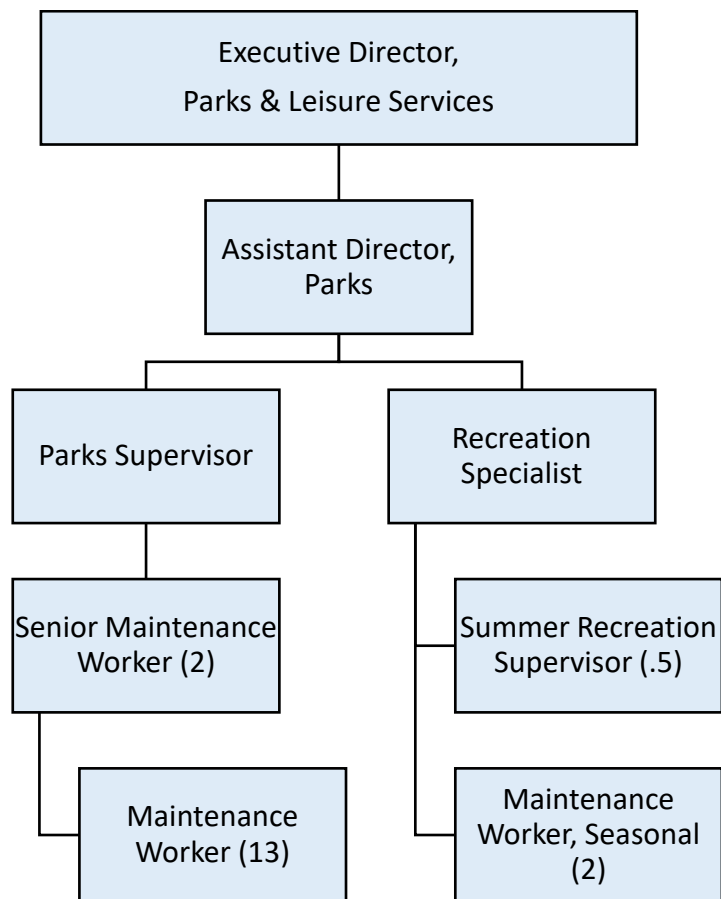 Executive Director,
Parks & Leisure Services
Assistant Director,
Parks
Parks Supervisor
Recreation
Specialist
Senior Maintenance
Worker (2)
Summer Recreation
Supervisor (.5)
Maintenance
Worker (13)
Maintenance
Worker, Seasonal
(2)